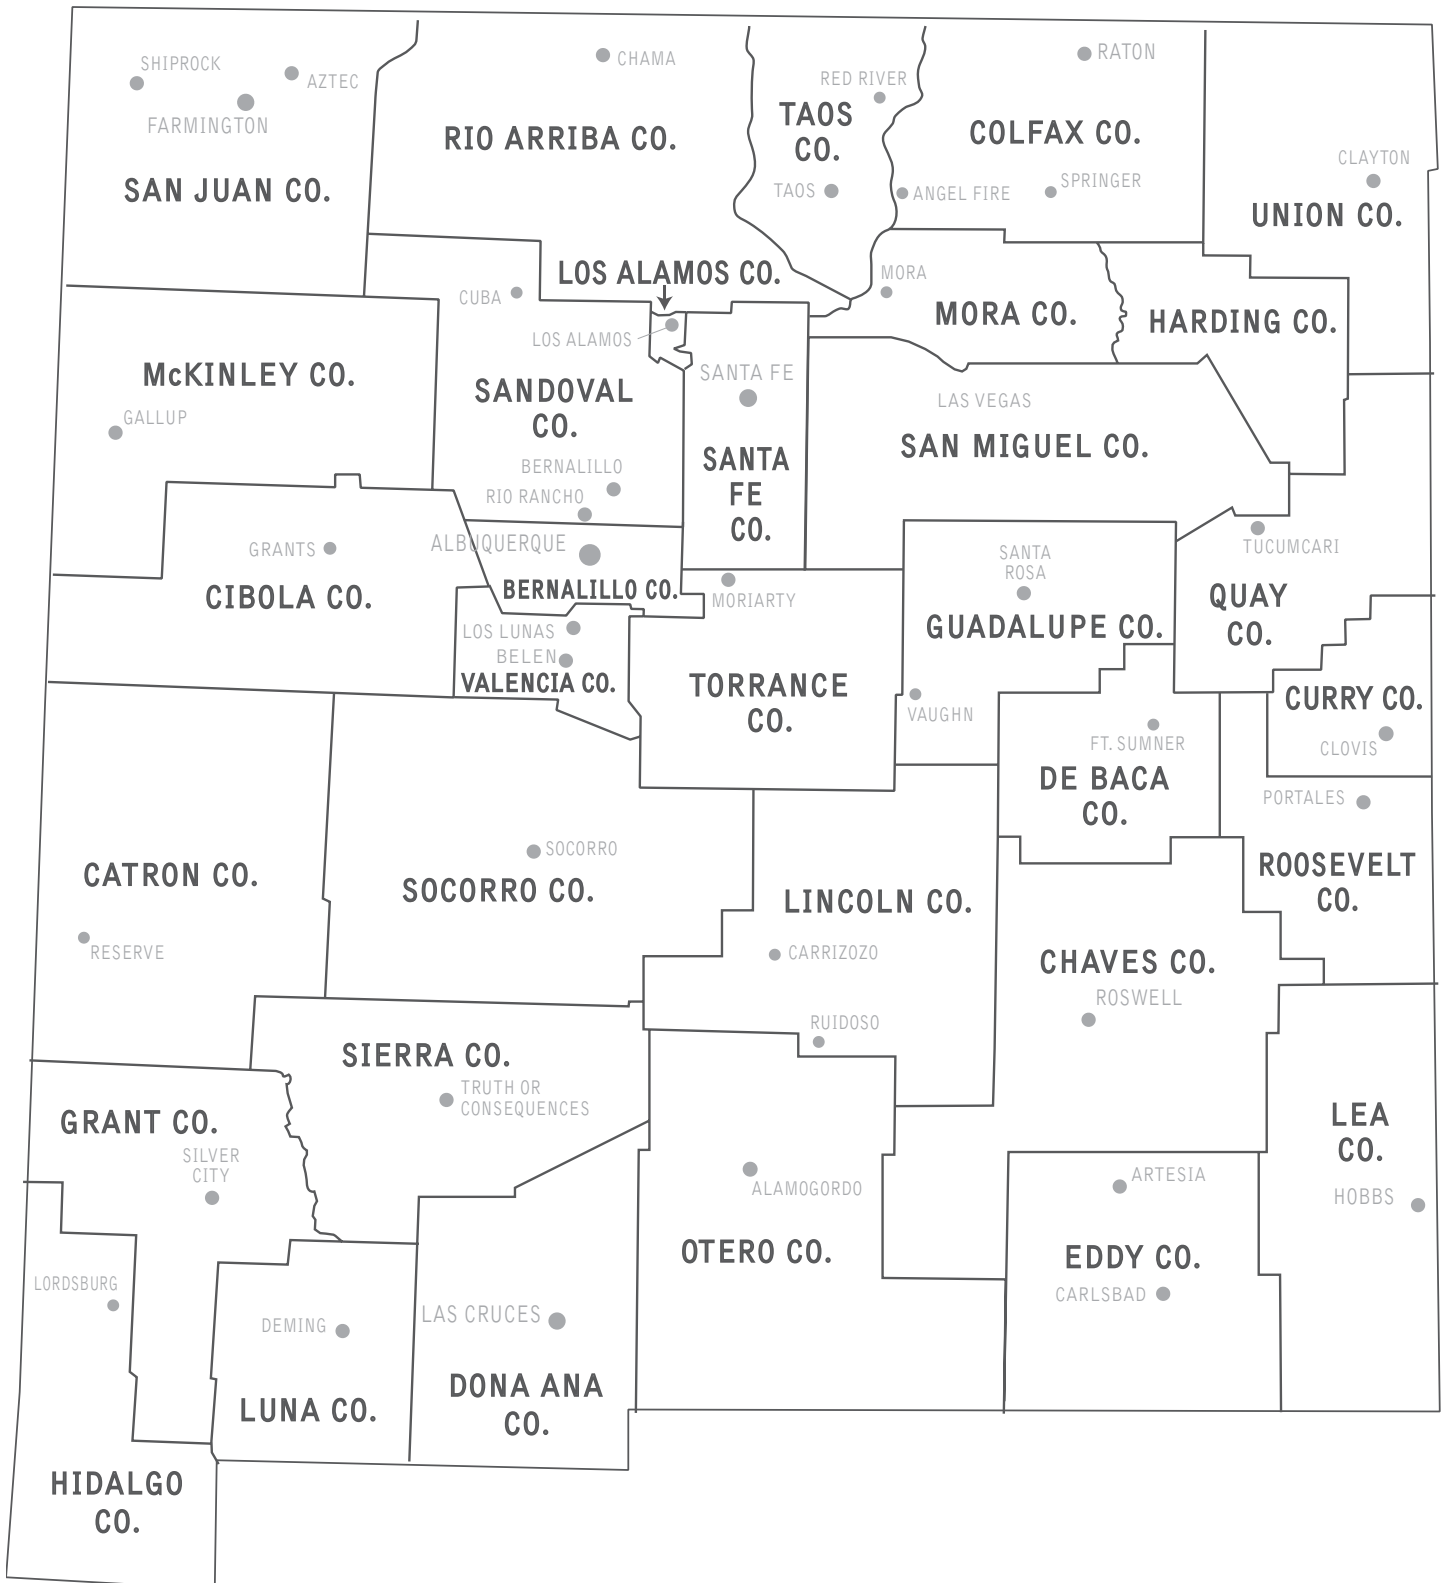 SHIPROCK
AZTEC
FARMINGTON
SAN JUAN CO.
CHAMA
RIO ARRIBA CO.
RED RIVER
TAOS
CO.
TAOS
RATON
COLFAX CO.
ANGEL FIRE
SPRINGER
CLAYTON
UNION CO.
LOS ALAMOS CO.
CUBA
LOS ALAMOS
MORA
MORA CO.
HARDING CO.
McKINLEY CO.
GALLUP
SANDOVAL
CO.
BERNALILLO
RIO RANCHO
SANTA FE
SANTA
FE
CO.
LAS VEGAS
SAN MIGUEL CO.
GRANTS
CIBOLA CO.
ALBUQUERQUE
BERNALILLO CO.
MORIARTY
SANTA
ROSA
GUADALUPE CO.
TUCUMCARI
QUAY
CO.
LOS LUNAS
BELEN
VALENCIA CO.
TORRANCE
CO.
VAUGHN
FT. SUMNER
DE BACA
CO.
CURRY CO.
CLOVIS
PORTALES
ROOSEVELT
CO.
CATRON CO.
RESERVE
SOCORRO
SOCORRO CO.
LINCOLN CO.
CARRIZOZO
RUIDOSO
CHAVES CO.
ROSWELL
SIERRA CO.
TRUTH OR
CONSEQUENCES
GRANT CO.
SILVER
CITY
LEA
CO.
HOBBS
ALAMOGORDO
OTERO CO.
ARTESIA
EDDY CO.
CARLSBAD
LORDSBURG
DEMING
LUNA CO.
LAS CRUCES
DONA ANA
CO.
HIDALGO
CO.